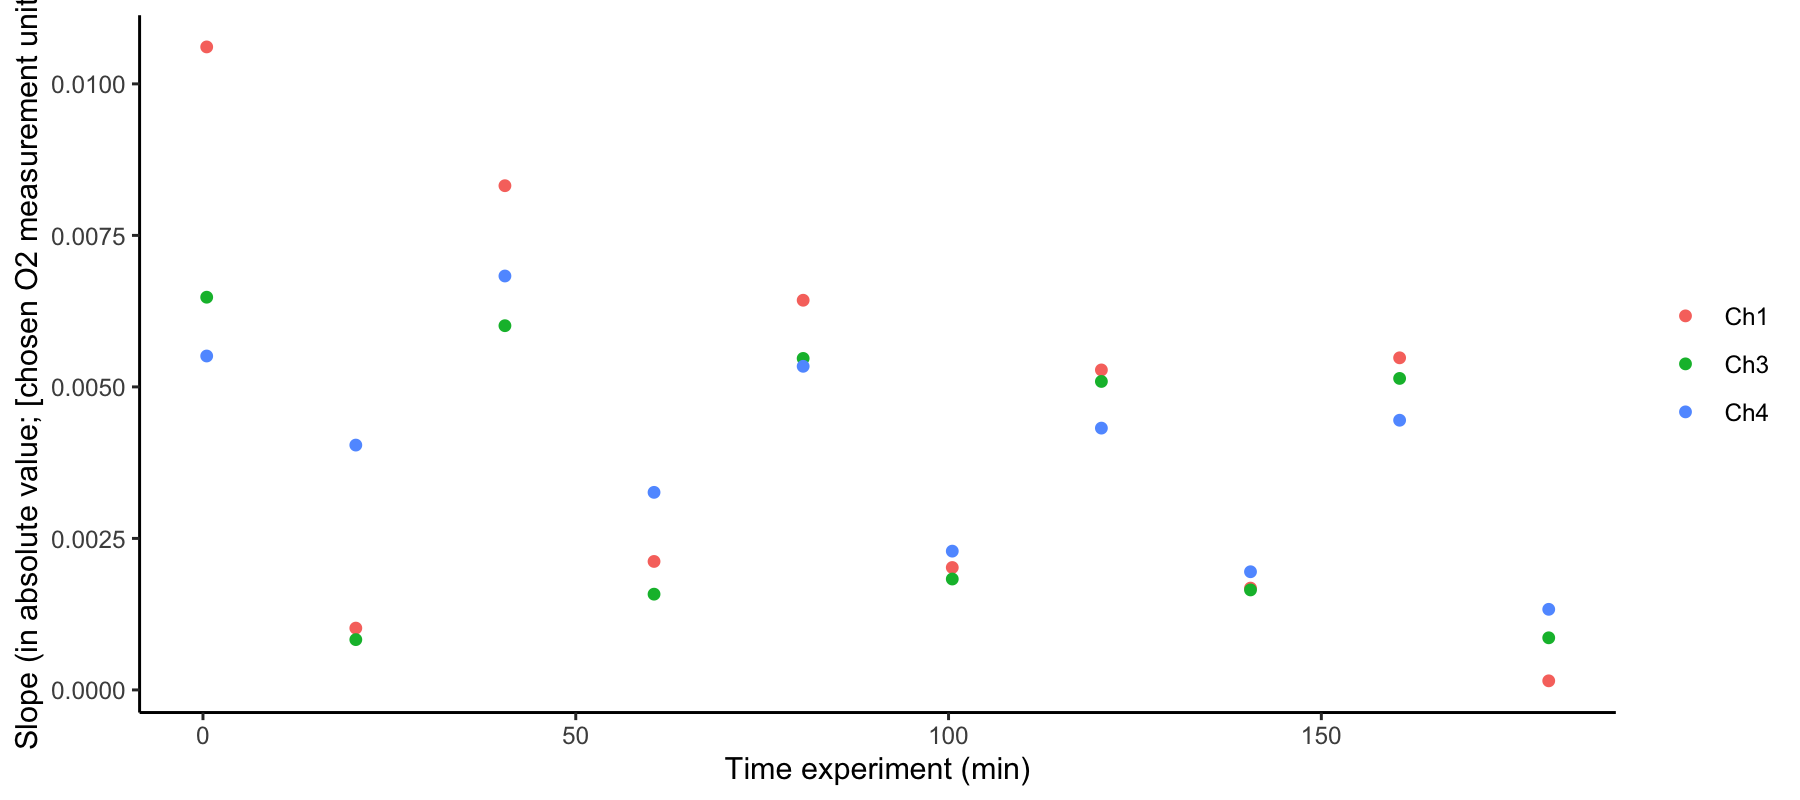 Slope (in absolute value; [chosen O2 measurement unit
0.0100
0.0075
0.0050
0.0025
0.0000
0
50
100
150
Time experiment (min)
Ch1
Ch3
Ch4